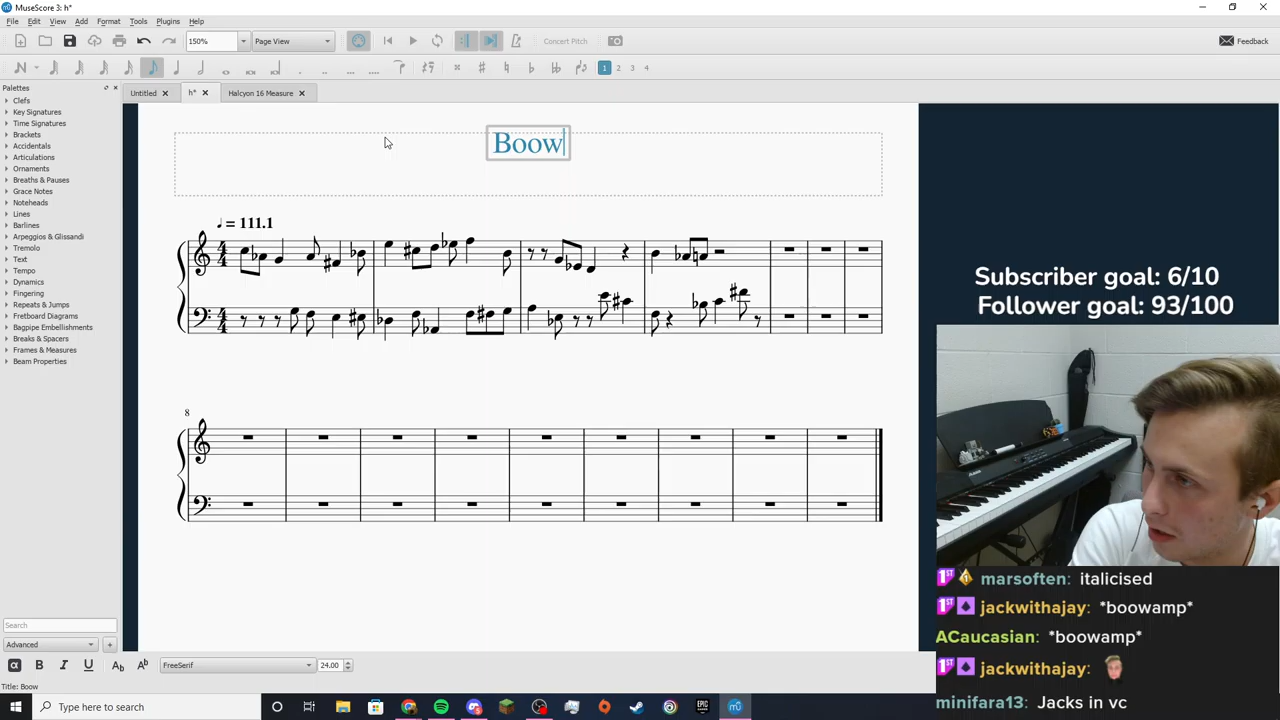 MuseScore 3: h*
File Edit View Add Format Tools Plugins Help
150% Page View Concert Pitch Feedback
1 2 3 4
Palettes
Untitled h* Halcyon 16 Measure
Clefs
Key Signatures
Time Signatures
Brackets
Accidentals
Articulations
Ornaments
Breaths & Pauses
Grace Notes
Noteheads
Lines
Barlines
Arpeggios & Glissandi
Tremolo
Text
Tempo
Dynamics
Fingering
Repeats & Jumps
Fretboard Diagrams
Bagpipe Embellishments
Breaks & Spacers
Frames & Measures
Beam Properties
Search
Advanced +
Boow
= 111.1
8
Subscriber goal: 6/10
Follower goal: 93/100
1ST marsoften: italicised
1ST jackwithajay: *boowamp*
ACaucasian: *boowamp*
1ST jackwithajay:
minifara13: Jacks in vc
B I U FreeSerif 24.00
Title: Boow
Type here to search
EPIC